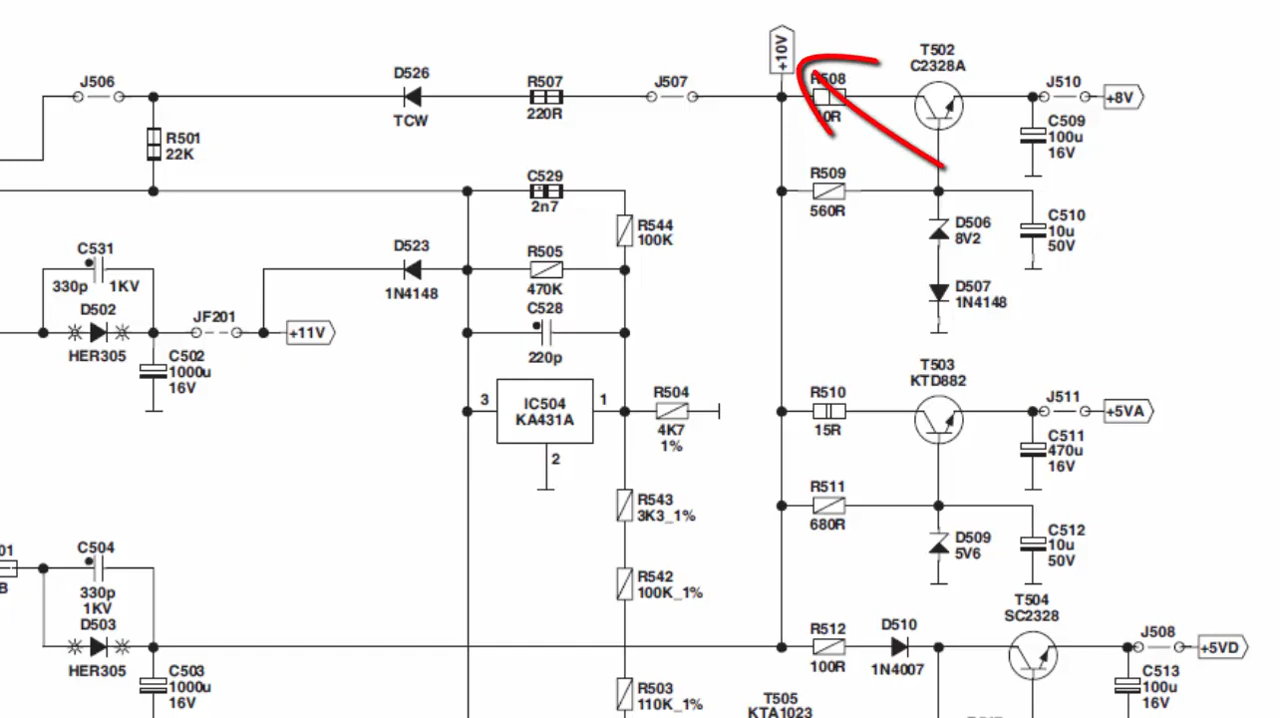 +10V
T502
C2328A
J506
D526
TCW
R507
220R
J507
R508
10R
J510
+8V
C509
100u
16V
R501
22K
C529
2n7
R509
560R
R544
100K
D506
8V2
C510
10u
50V
C531
330p
1KV
D502
HER305
JF201
+11V
C502
1000u
16V
D523
1N4148
R505
470K
C528
220p
D507
1N4148
3
IC504
KA431A
1
2
R504
4K7
1%
T503
KTD882
R510
15R
J511
+5VA
C511
470u
16V
R543
3K3_1%
R511
680R
D509
5V6
C512
10u
50V
01
B
C504
330p
1KV
D503
HER305
C503
1000u
16V
R542
100K_1%
T504
SC2328
R512
100R
D510
1N4007
J508
+5VD
C513
100u
16V
R503
110K_1%
T505
KTA1023